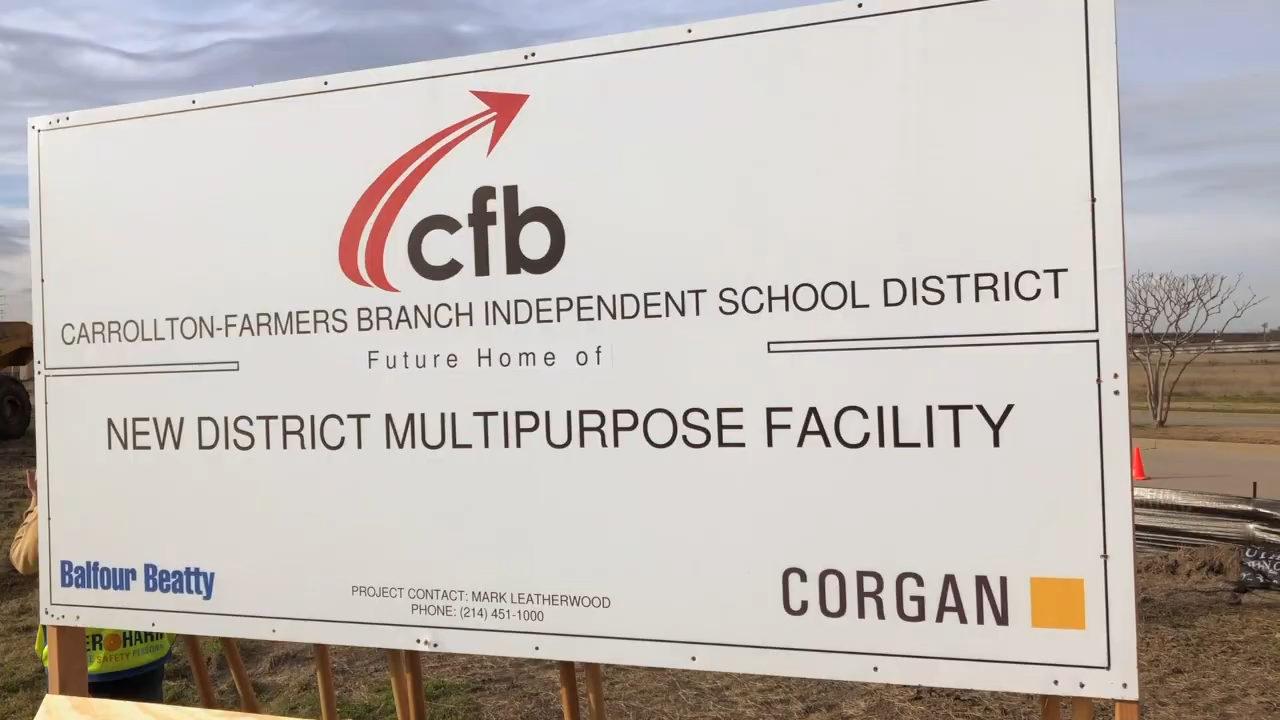 cfb
CARROLLTON-FARMERS BRANCH INDEPENDENT SCHOOL DISTRICT
Future Home of
NEW DISTRICT MULTIPURPOSE FACILITY
Balfour Beatty
PROJECT CONTACT: MARK LEATHERWOOD
PHONE: (214) 451-1000
CORGAN
SAFETY